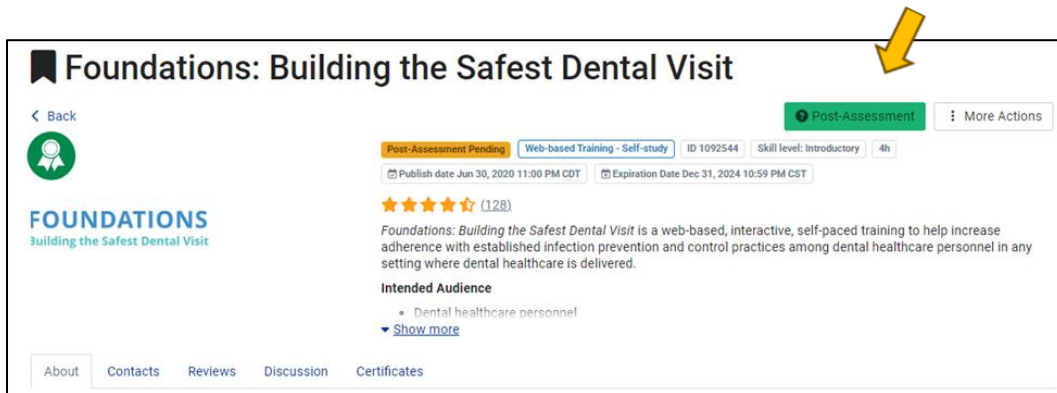 Foundations: Building the Safest Dental Visit
Back
Post-Assessment
More Actions
Post-Assessment Pending
Web-based Training - Self-study
ID 1092544
Skill level: Introductory
4h
Publish date Jun 30, 2020 11:00 PM CDT
Expiration Date Dec 31, 2024 10:59 PM CST
(128)
FOUNDATIONS
Building the Safest Dental Visit
Foundations: Building the Safest Dental Visit is a web-based, interactive, self-paced training to help increase
adherence with established infection prevention and control practices among dental healthcare personnel in any
setting where dental healthcare is delivered.
Intended Audience
Dental healthcare personnel
Show more
About
Contacts
Reviews
Discussion
Certificates